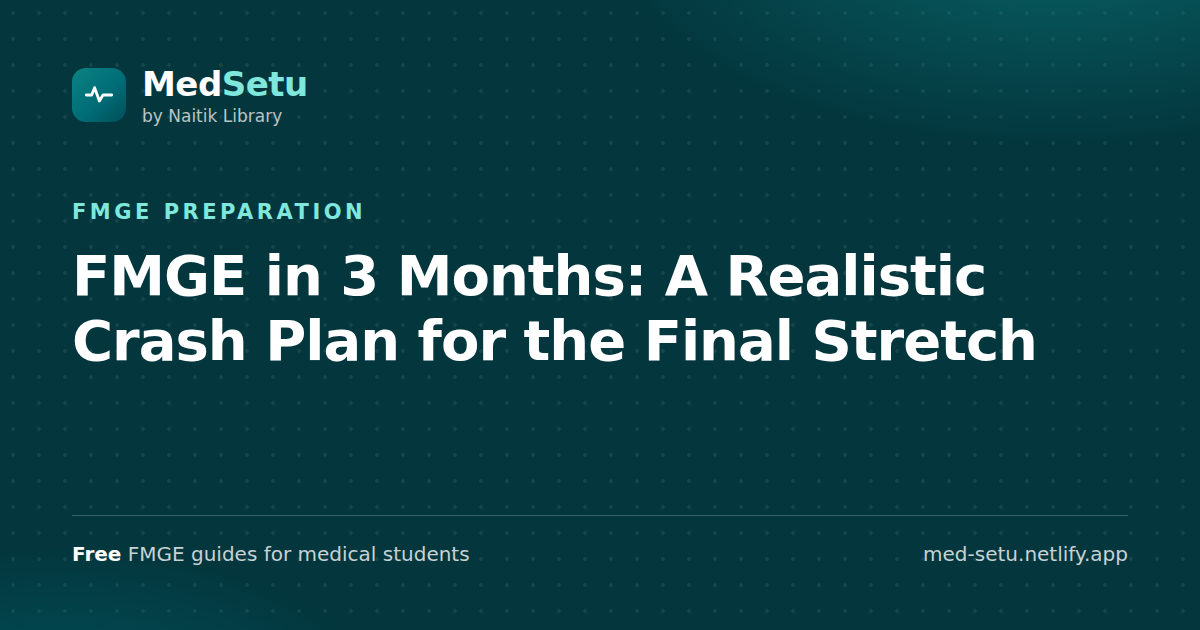 MedSetu
by Naitik Library
FMGE PREPARATION
FMGE in 3 Months: A Realistic
Crash Plan for the Final Stretch
Free FMGE guides for medical students
med-setu.netlify.app